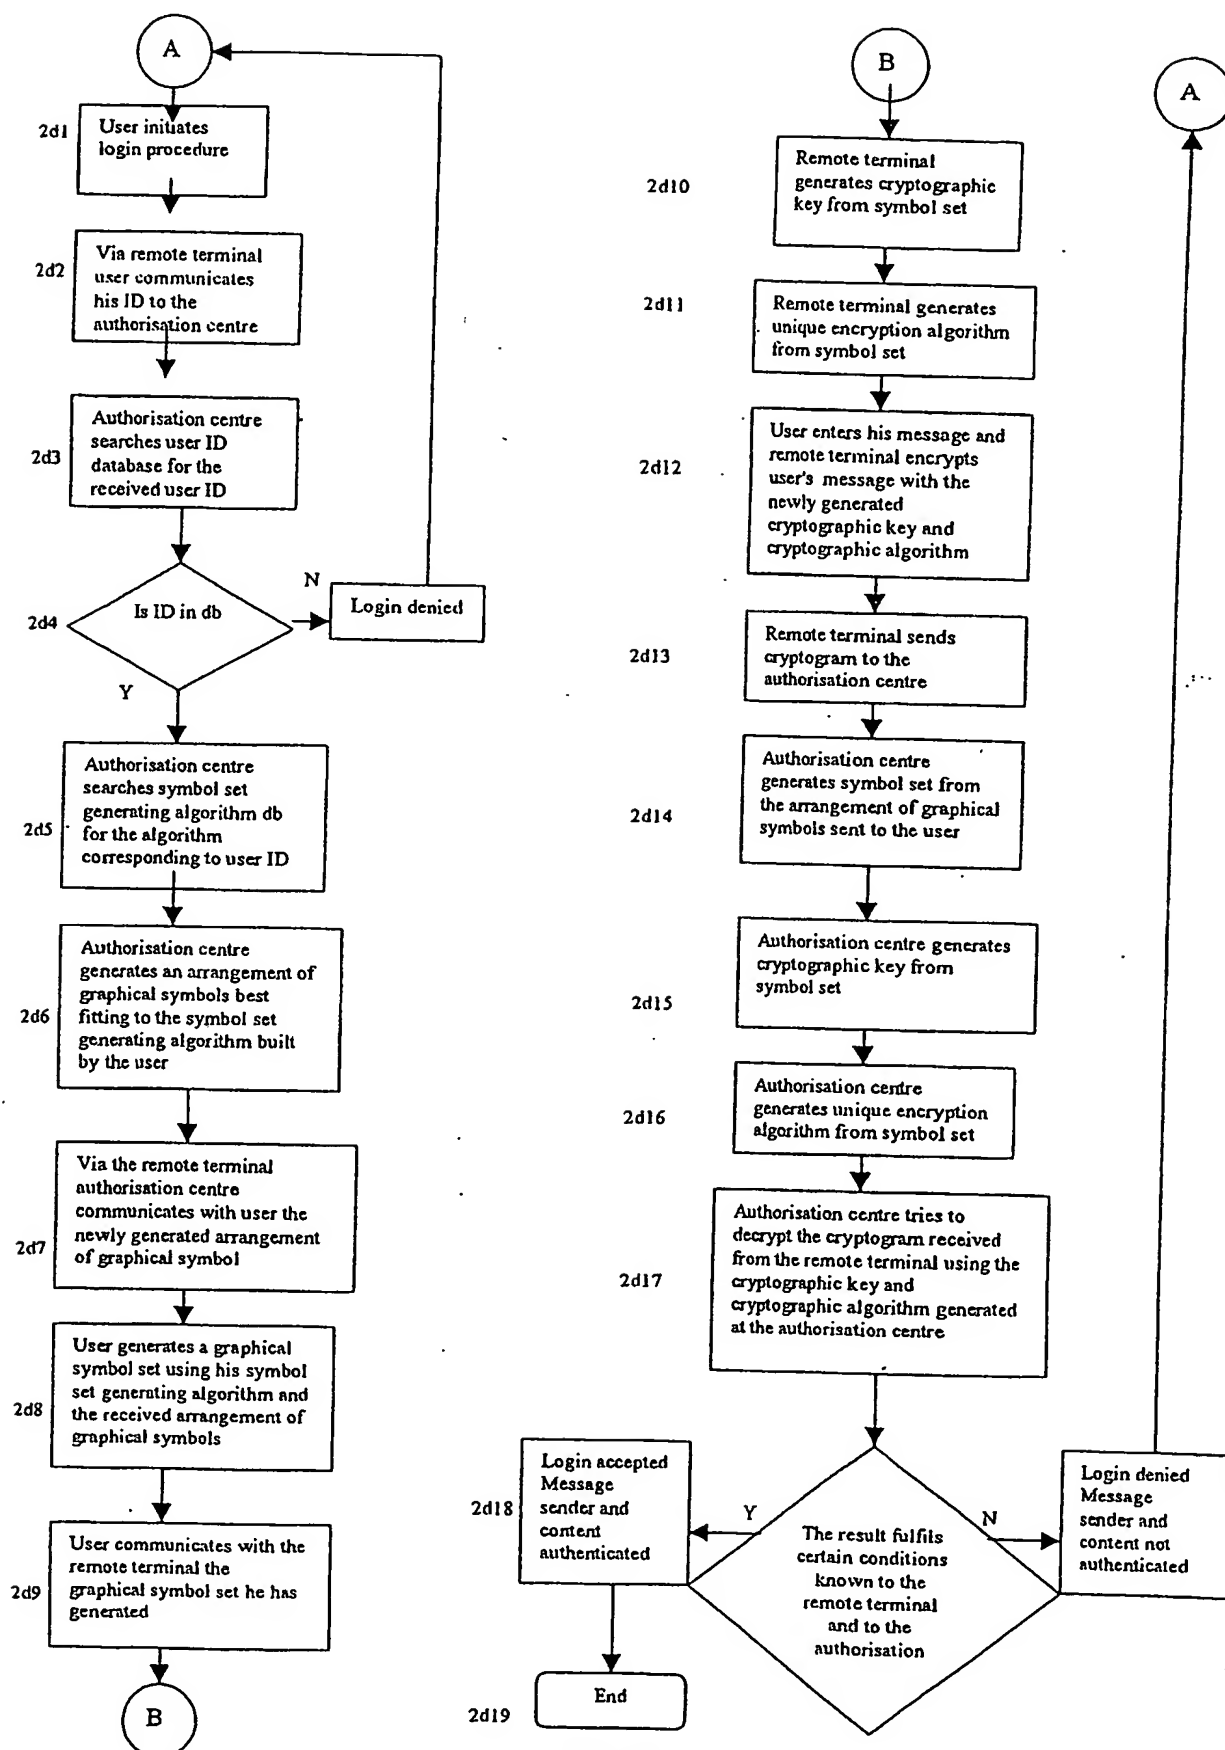 A
2d1
User initiates
login procedure
2d2
Via remote terminal
user communicates
his ID to the
authorisation centre
2d3
Authorisation centre
searches user ID
database for the
received user ID
2d4
Is ID in db
N
Login denied
Y
2d5
Authorisation centre
searches symbol set
generating algorithm db
for the algorithm
corresponding to user ID
2d6
Authorisation centre
generates an arrangement of
graphical symbols best
fitting to the symbol set
generating algorithm built
by the user
2d7
Via the remote terminal
authorisation centre
communicates with user the
newly generated arrangement
of graphical symbol
2d8
User generates a graphical
symbol set using his symbol
set generating algorithm and
the received arrangement of
graphical symbols
2d9
User communicates with the
remote terminal the
graphical symbol set he has
generated
B
B
A
2d10
Remote terminal
generates cryptographic
key from symbol set
2d11
Remote terminal generates
unique encryption algorithm
from symbol set
2d12
User enters his message and
remote terminal encrypts
user's message with the
newly generated
cryptographic key and
cryptographic algorithm
2d13
Remote terminal sends
cryptogram to the
authorisation centre
2d14
Authorisation centre
generates symbol set from
the arrangement of graphical
symbols sent to the user
2d15
Authorisation centre generates
cryptographic key from
symbol set
2d16
Authorisation centre
generates unique encryption
algorithm from symbol set
2d17
Authorisation centre tries to
decrypt the cryptogram received
from the remote terminal using the
cryptographic key and
cryptographic algorithm generated
at the authorisation centre
2d18
Login accepted
Message
sender and
content
authenticated
Y
The result fulfils
certain conditions
known to the
remote terminal
and to the
authorisation
N
Login denied
Message
sender and
content not
authenticated
2d19
End